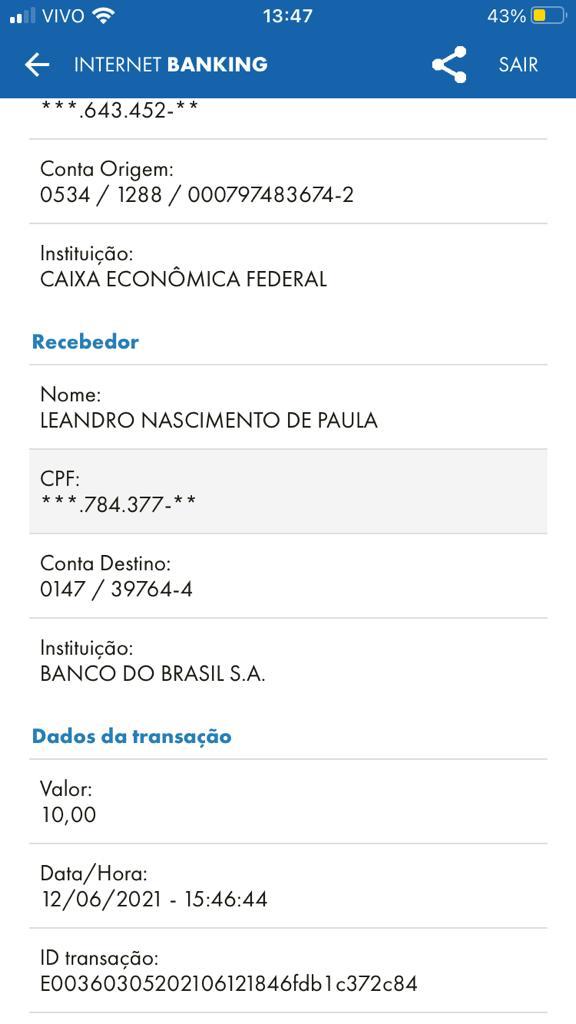 VIVO 13:47 43%
INTERNET BANKING SAIR
***.643.452-**
Conta Origem:
0534 / 1288 / 000797483674-2
Instituição:
CAIXA ECONÔMICA FEDERAL
Recebedor
Nome:
LEANDRO NASCIMENTO DE PAULA
CPF:
***.784.377-**
Conta Destino:
0147 / 39764-4
Instituição:
BANCO DO BRASIL S.A.
Dados da transação
Valor:
10,00
Data/Hora:
12/06/2021 - 15:46:44
ID transação:
E00360305202106121846fdb1c372c84